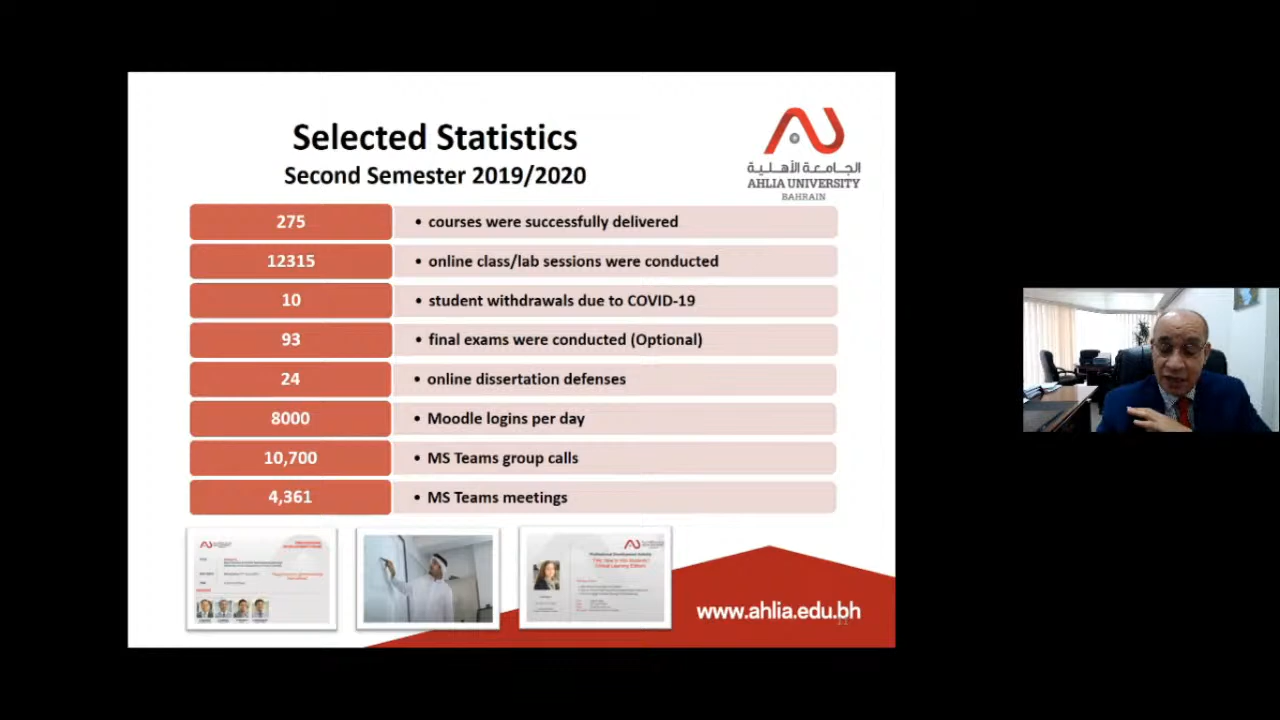 Selected Statistics
Second Semester 2019/2020
الجامعة الأهلية
AHLIA UNIVERSITY
BAHRAIN
275 • courses were successfully delivered
12315 • online class/lab sessions were conducted
10 • student withdrawals due to COVID-19
93 • final exams were conducted (Optional)
24 • online dissertation defenses
8000 • Moodle logins per day
10,700 • MS Teams group calls
4,361 • MS Teams meetings
www.ahlia.edu.bh